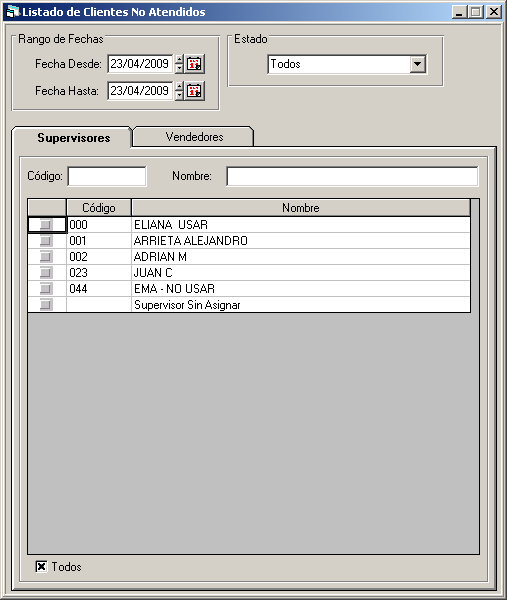 Listado de Clientes No Atendidos
Rango de Fechas
Fecha Desde: 23/04/2009
Fecha Hasta: 23/04/2009
Estado
Todos
Supervisores Vendedores
Código: Nombre:
Código Nombre
000 ELIANA USAR
001 ARRIETA ALEJANDRO
002 ADRIAN M
023 JUAN C
044 EMA - NO USAR
Supervisor Sin Asignar
Todos